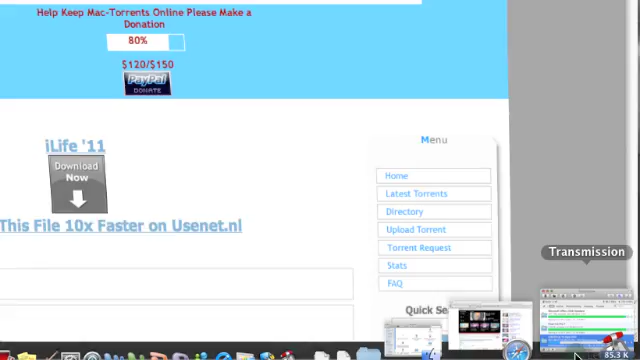 Help Keep Mac-Torrents Online Please Make a
Donation
80%
$120/$150
PayPal
DONATE
iLife '11
Download
Now
This File 10x Faster on Usenet.nl
Menu
Home
Latest Torrents
Directory
Upload Torrent
Torrent Request
Stats
FAQ
Quick Se
Transmission
85.3 K